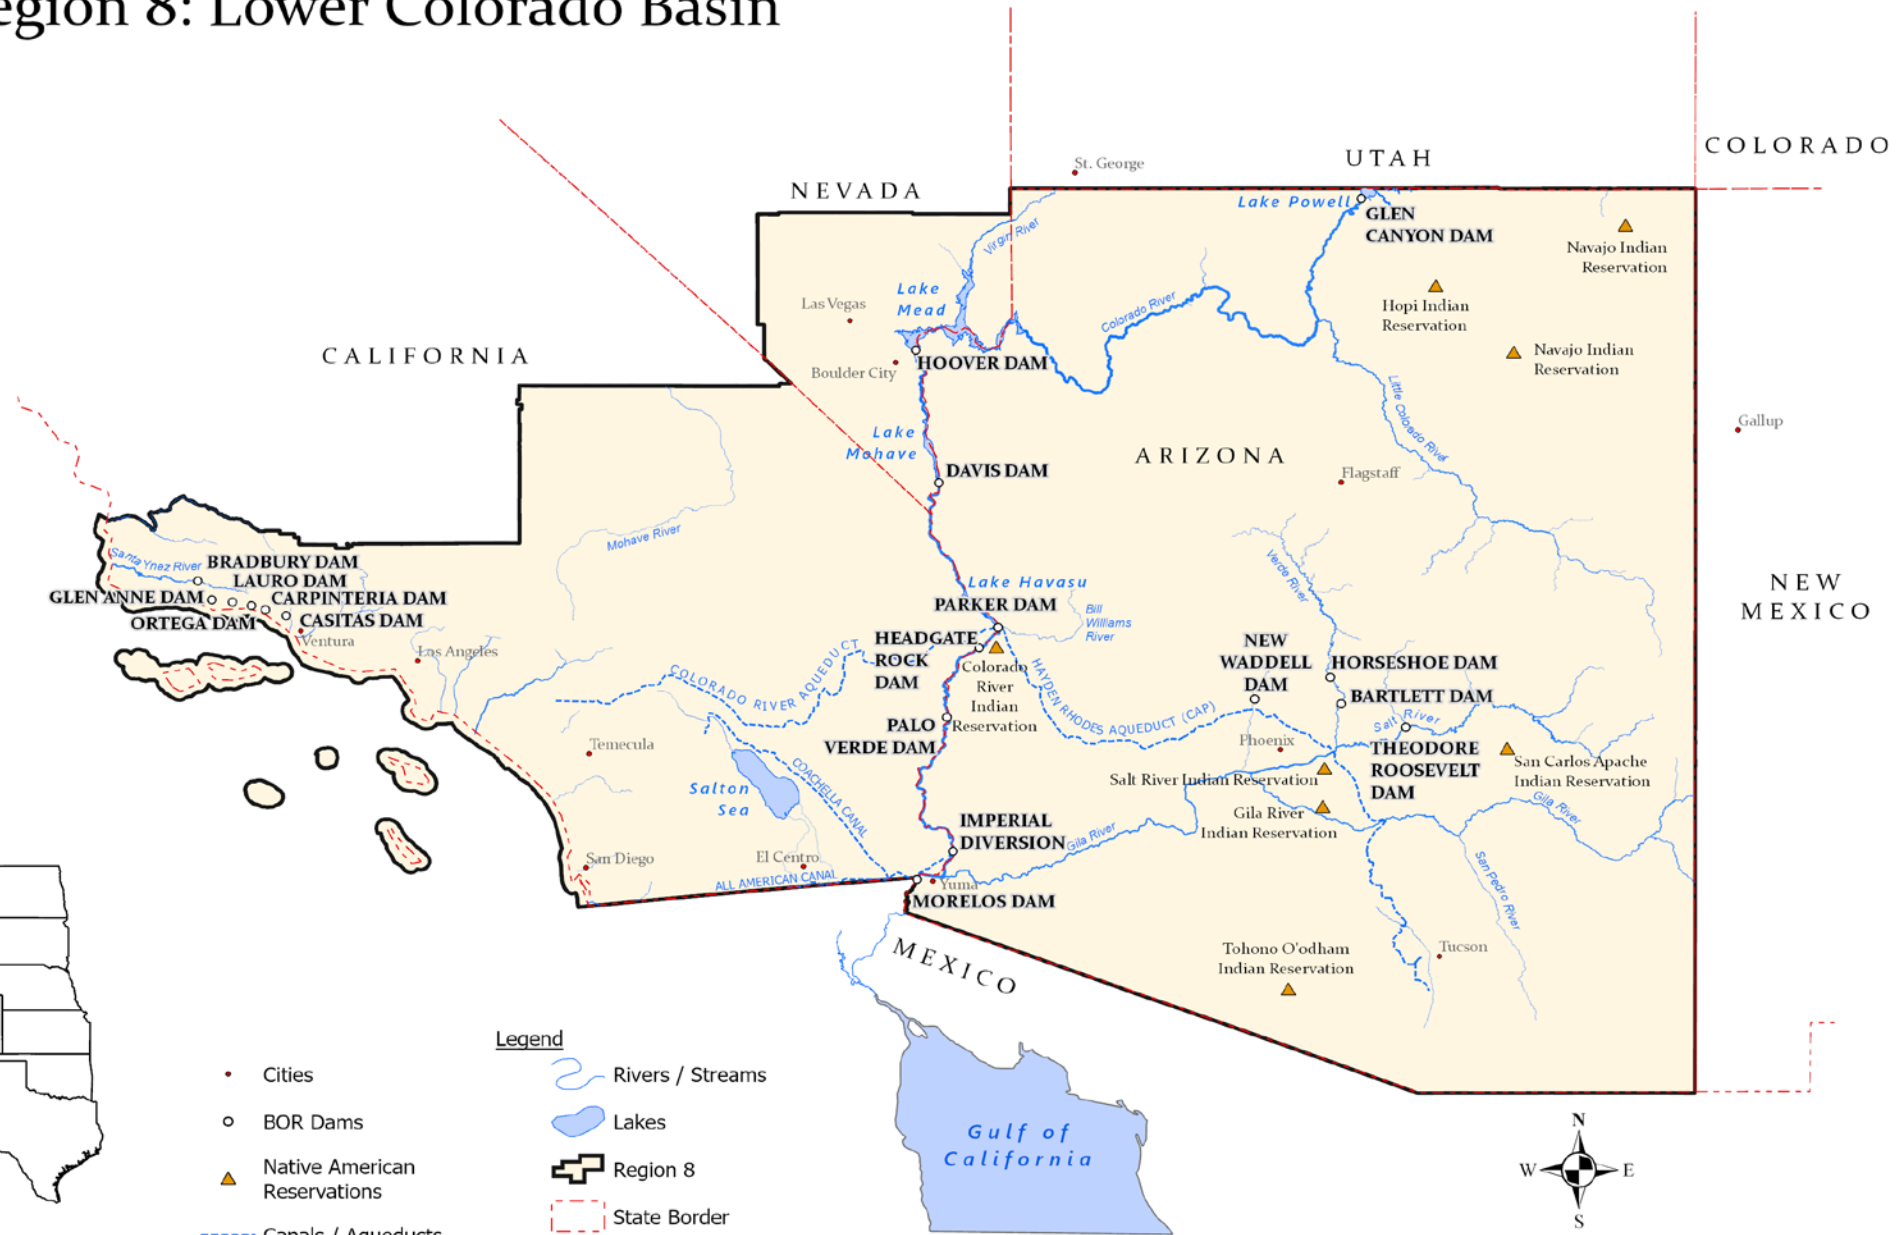 egion 8: Lower Colorado Basin
COLORADO
UTAH
St. George
NEVADA
Lake Powell
GLEN
CANYON DAM
Navajo Indian
Reservation
Virgin River
Lake
Mead
Las Vegas
Hopi Indian
Reservation
Colorado River
CALIFORNIA
Boulder City
HOOVER DAM
Navajo Indian
Reservation
Little Colorado River
Gallup
Lake
Mohave
ARIZONA
DAVIS DAM
Flagstaff
Mohave River
Santa Ynez River
BRADBURY DAM
LAURO DAM
GLEN ANNE DAM
CARPINTERIA DAM
ORTEGA DAM
CASITAS DAM
Ventura
Los Angeles
Lake Havasu
PARKER DAM
Bill
Williams
River
Verde River
NEW
MEXICO
HEADGATE
ROCK
DAM
Colorado
River
Indian
Reservation
COLORADO RIVER AQUEDUCT
HAYDEN RHODES AQUEDUCT (CAP)
NEW
WADDELL
DAM
HORSESHOE DAM
BARTLETT DAM
PALO
VERDE DAM
Salt River
Phoenix
THEODORE
ROOSEVELT
DAM
San Carlos Apache
Indian Reservation
Temecula
Salton
Sea
COACHELLA CANAL
Salt River Indian Reservation
Gila River
Indian Reservation
Gila River
IMPERIAL
DIVERSION
Gila River
San Diego
El Centro
ALL AMERICAN CANAL
Yuma
MORELOS DAM
San Pedro River
MEXICO
Tohono O'odham
Indian Reservation
Tucson
Legend
Cities
BOR Dams
Native American
Reservations
Canals / Aqueducts
Rivers / Streams
Lakes
Region 8
State Border
Gulf of
California
N
W
E
S